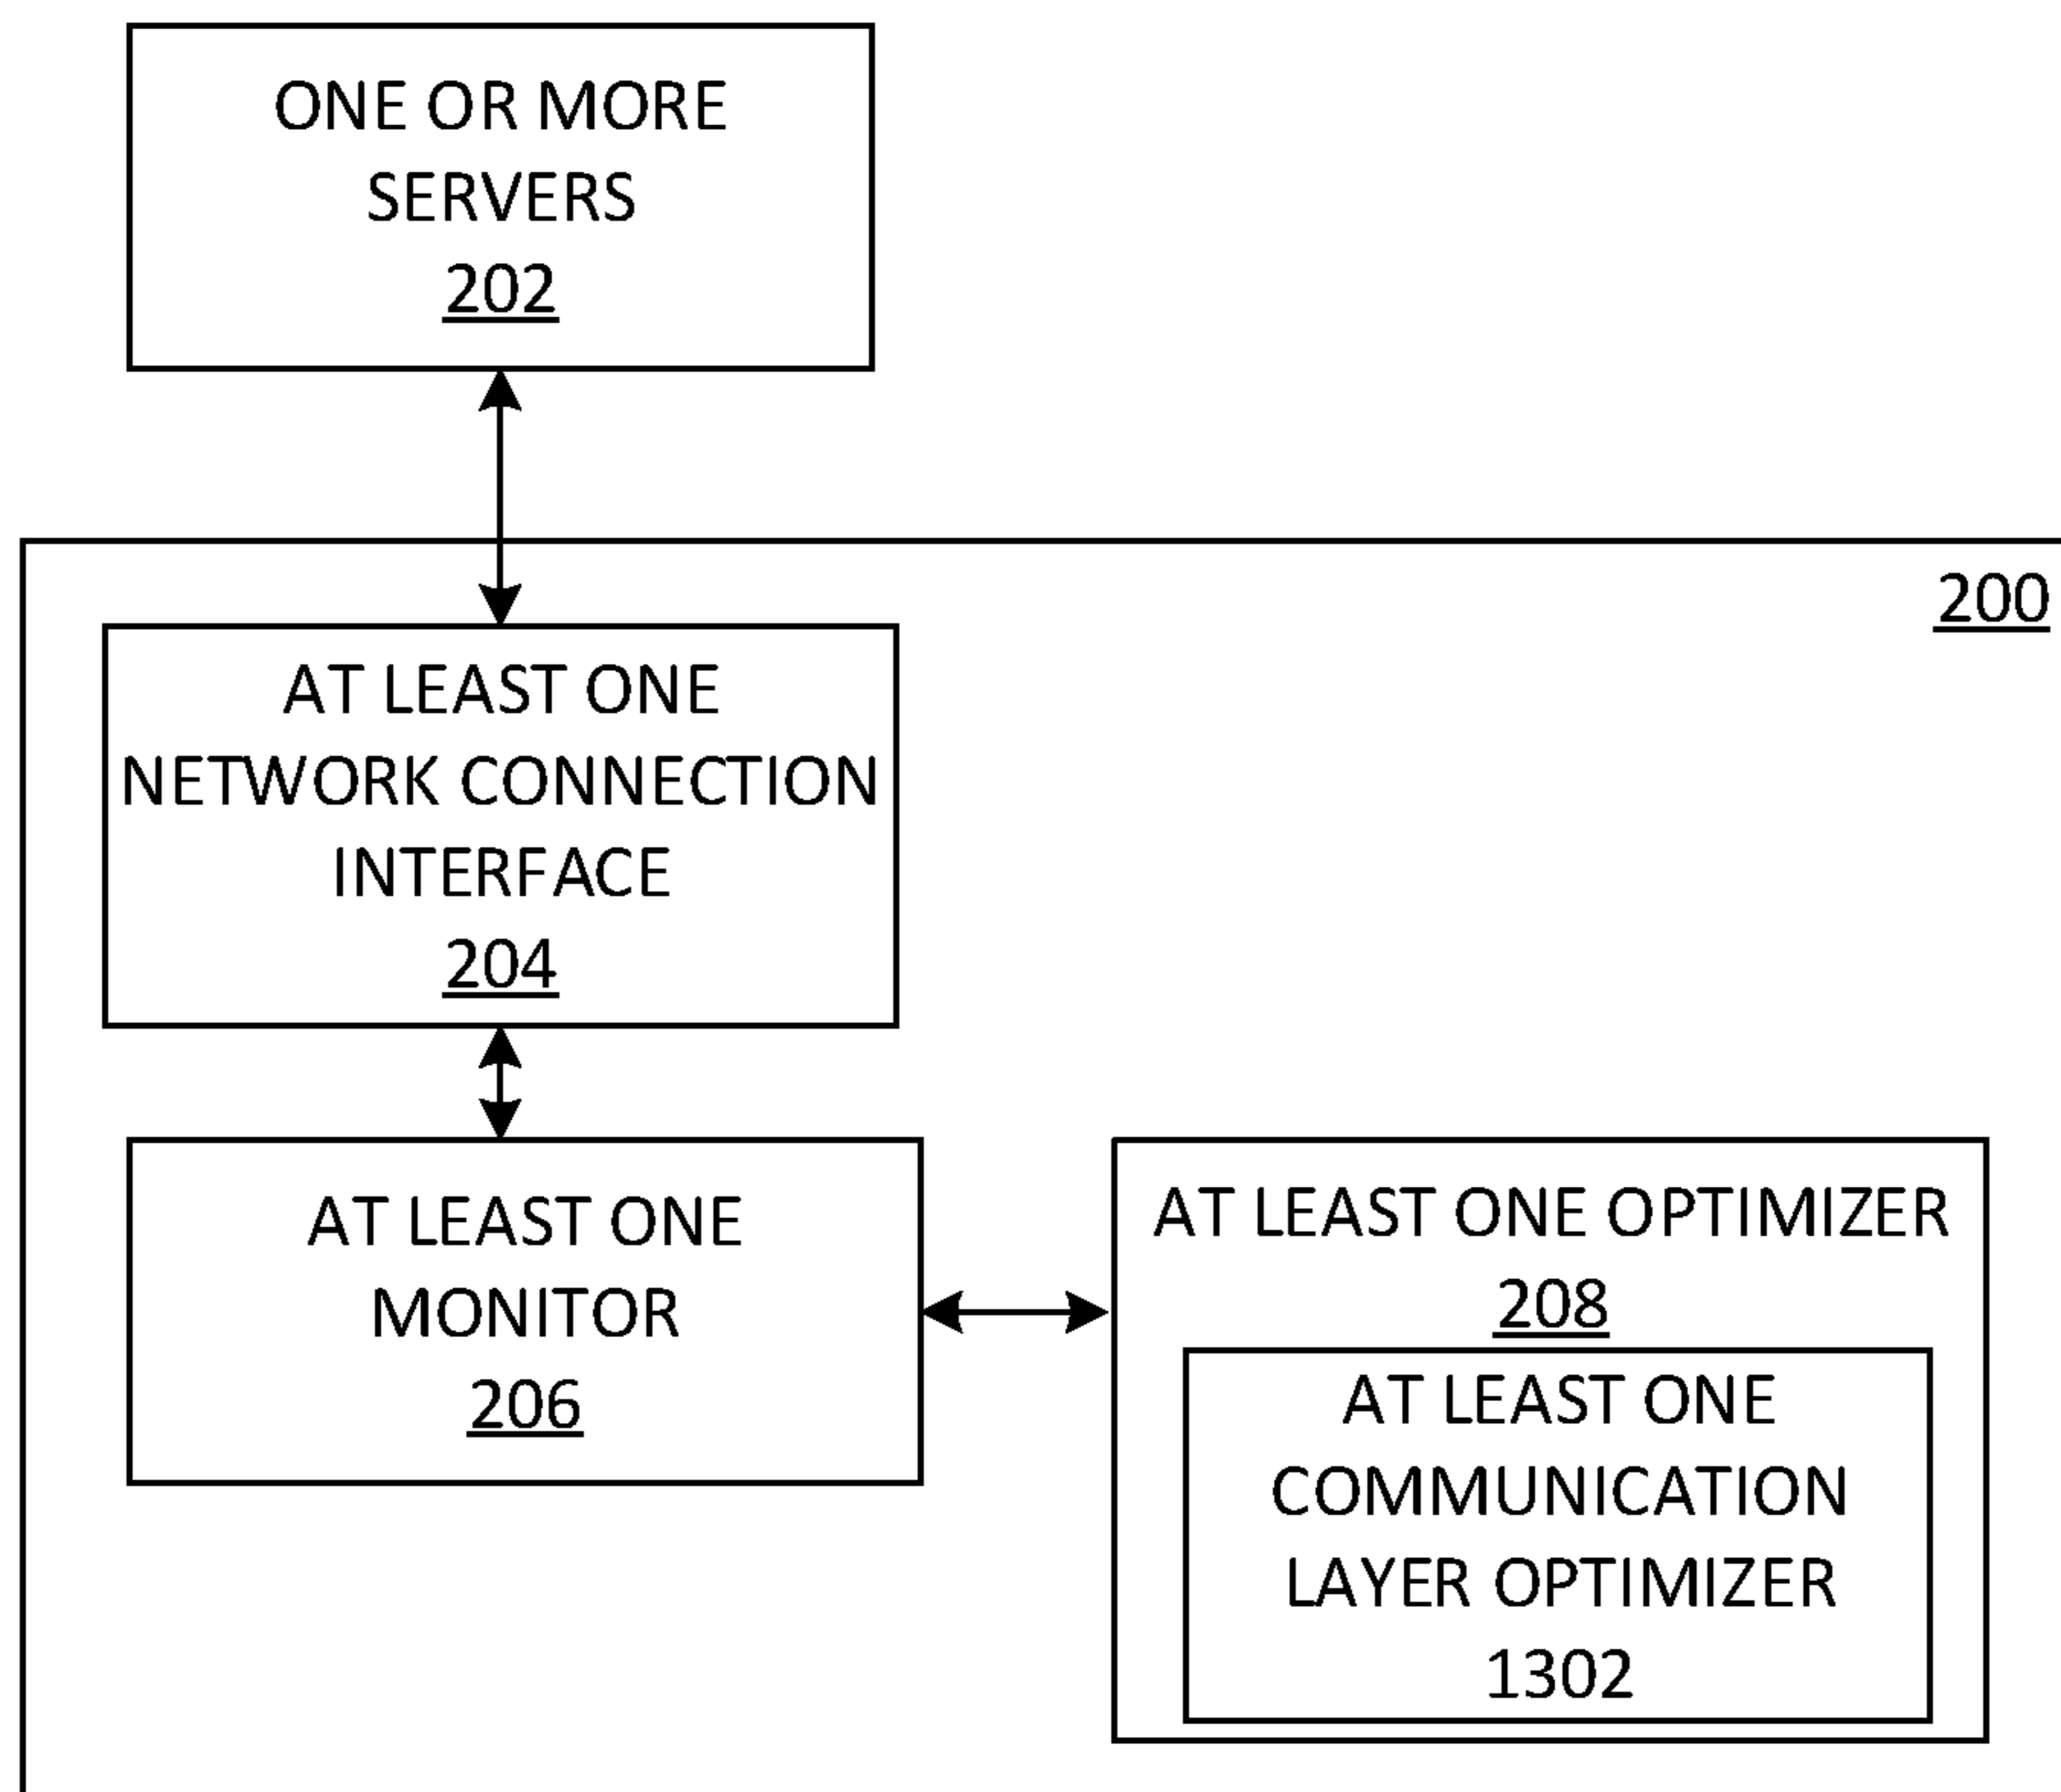 ONE OR MORE
SERVERS
202
200
AT LEAST ONE
NETWORK CONNECTION
INTERFACE
204
AT LEAST ONE
MONITOR
206
AT LEAST ONE OPTIMIZER
208
AT LEAST ONE
COMMUNICATION
LAYER OPTIMIZER
1302